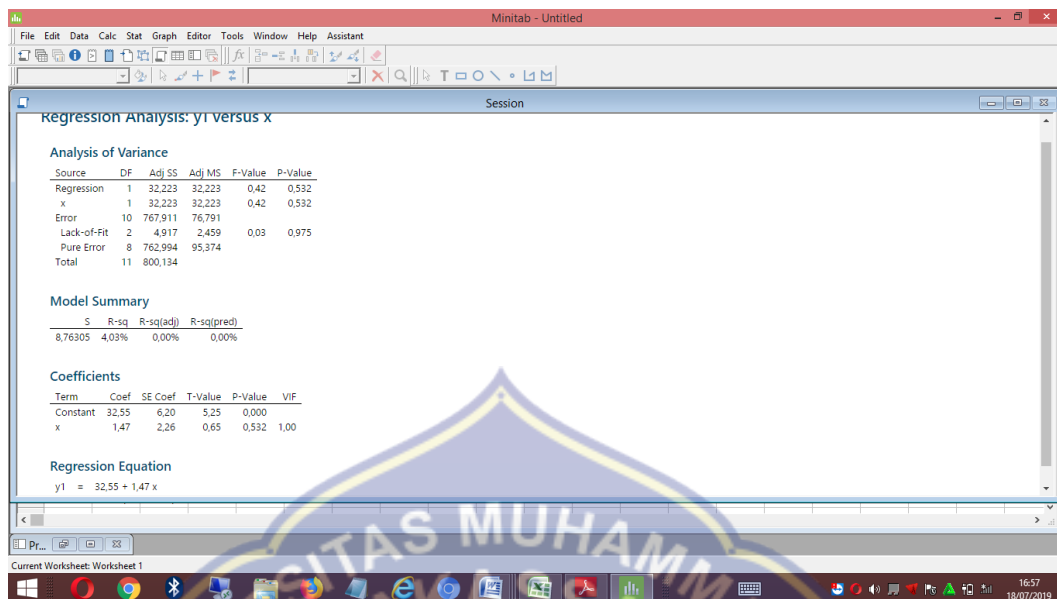 Minitab - Untitled
File Edit Data Calc Stat Graph Editor Tools Window Help Assistant
Session
Regression Analysis: y1 versus x
Analysis of Variance
Source DF Adj SS Adj MS F-Value P-Value
Regression 1 32,223 32,223 0,42 0,532
x 1 32,223 32,223 0,42 0,532
Error 10 767,911 76,791
Lack-of-Fit 2 4,917 2,459 0,03 0,975
Pure Error 8 762,994 95,374
Total 11 800,134
Model Summary
S R-sq R-sq(adj) R-sq(pred)
8,76305 4,03% 0,00% 0,00%
Coefficients
Term Coef SE Coef T-Value P-Value VIF
Constant 32,55 6,20 5,25 0,000
x 1,47 2,26 0,65 0,532 1,00
Regression Equation
y1 = 32,55 + 1,47 x
SITAS MUHAMM
Pr...
Current Worksheet: Worksheet 1
16:57
18/07/2019